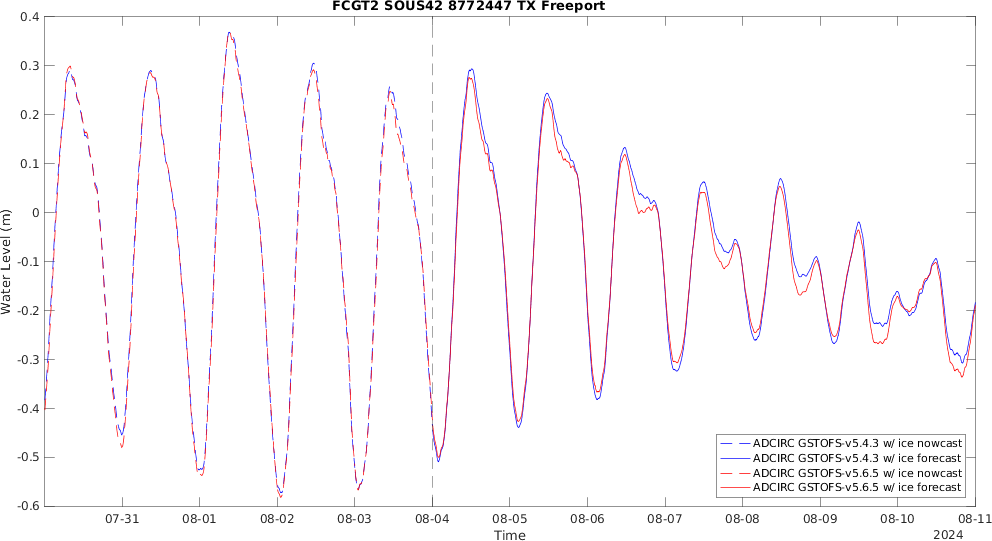 FCGT2 SOUS42 8772447 TX Freeport
0.4
0.3
0.2
0.1
0
-0.1
-0.2
-0.3
-0.4
-0.5
-0.6
Water Level (m)
ADCIRC GSTOFS-v5.4.3 w/ ice nowcast
ADCIRC GSTOFS-v5.4.3 w/ ice forecast
ADCIRC GSTOFS-v5.6.5 w/ ice nowcast
ADCIRC GSTOFS-v5.6.5 w/ ice forecast
07-31 08-01 08-02 08-03 08-04 08-05 08-06 08-07 08-08 08-09 08-10 08-11
Time
2024